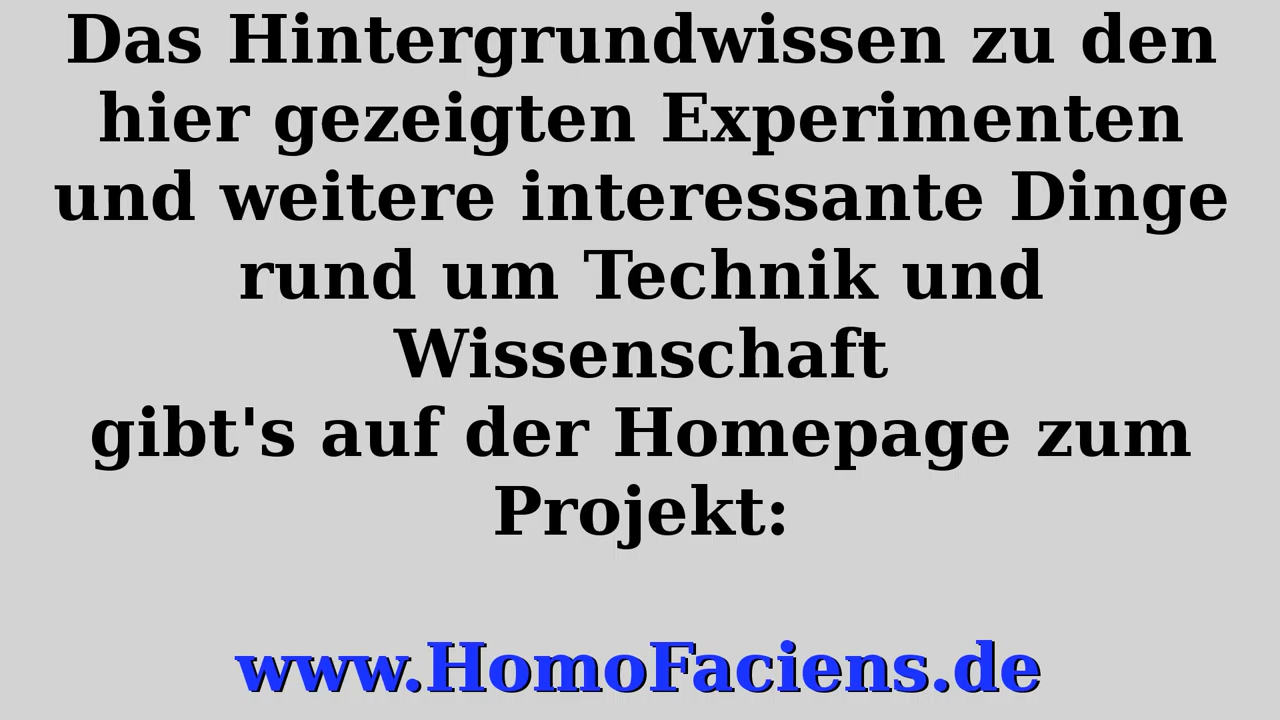 Das Hintergrundwissen zu den
hier gezeigten Experimenten
und weitere interessante Dinge
rund um Technik und
Wissenschaft
gibt's auf der Homepage zum
Projekt:
www.HomoFaciens.de